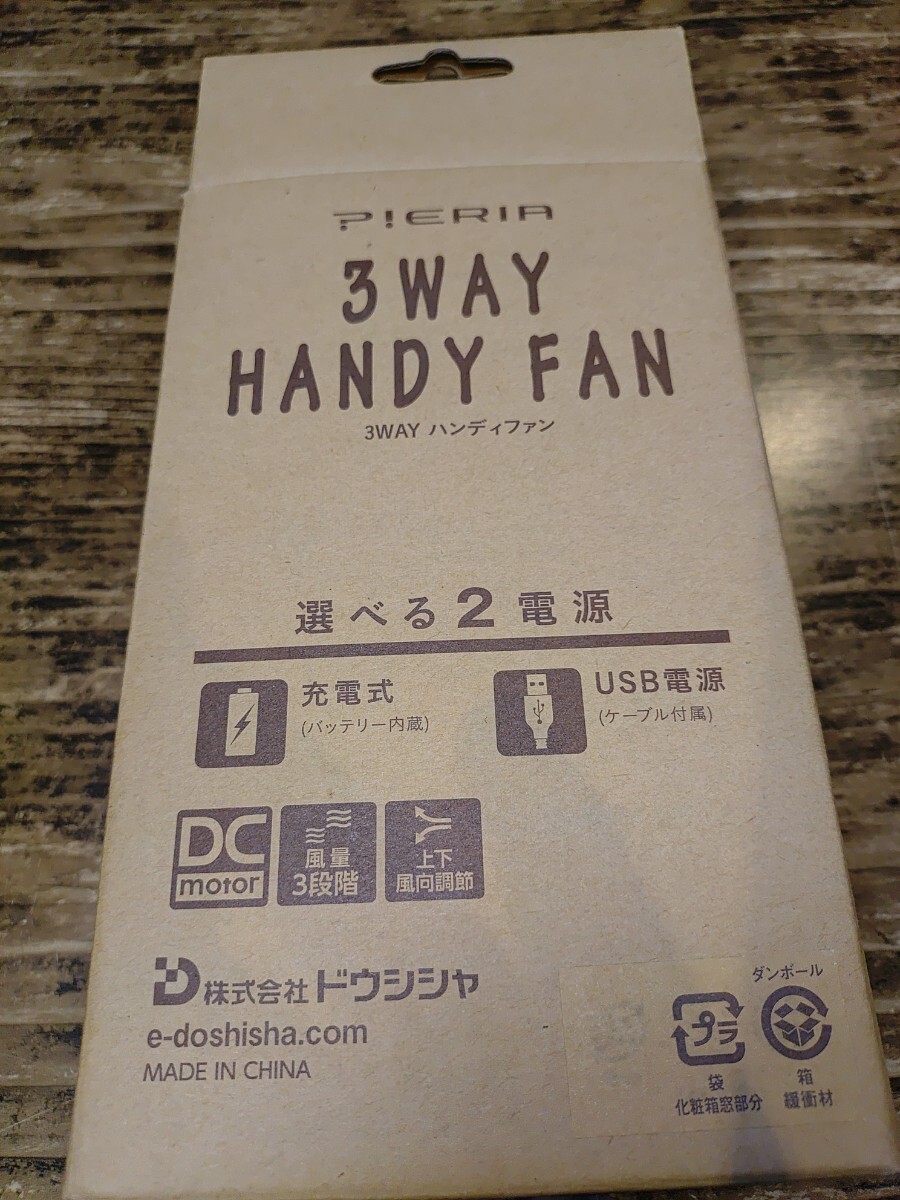 PIERIA
3WAY
HANDY FAN
3WAY ハンディファン
選べる2電源
充電式
(バッテリー内蔵)
USB電源
(ケーブル付属)
DC
motor
風量
3段階
上下
風向調節
株式会社ドウシシャ
e-doshisha.com
MADE IN CHINA
ダンボール
プラ
袋
化粧箱窓部分
箱
緩衝材